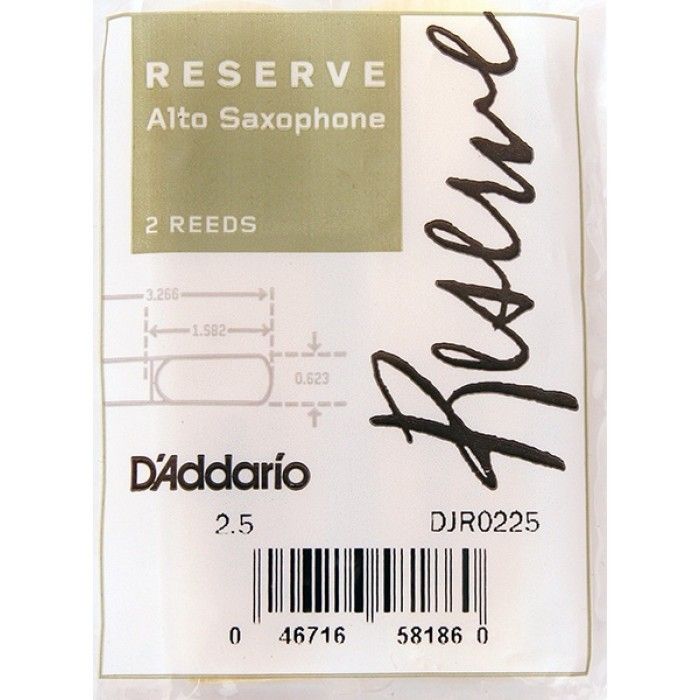 RESERVE
Alto Saxophone
2 REEDS
Reserve
3.266
1.582
0.623
D'Addario
2.5 DJR0225
0 46716 58186 0